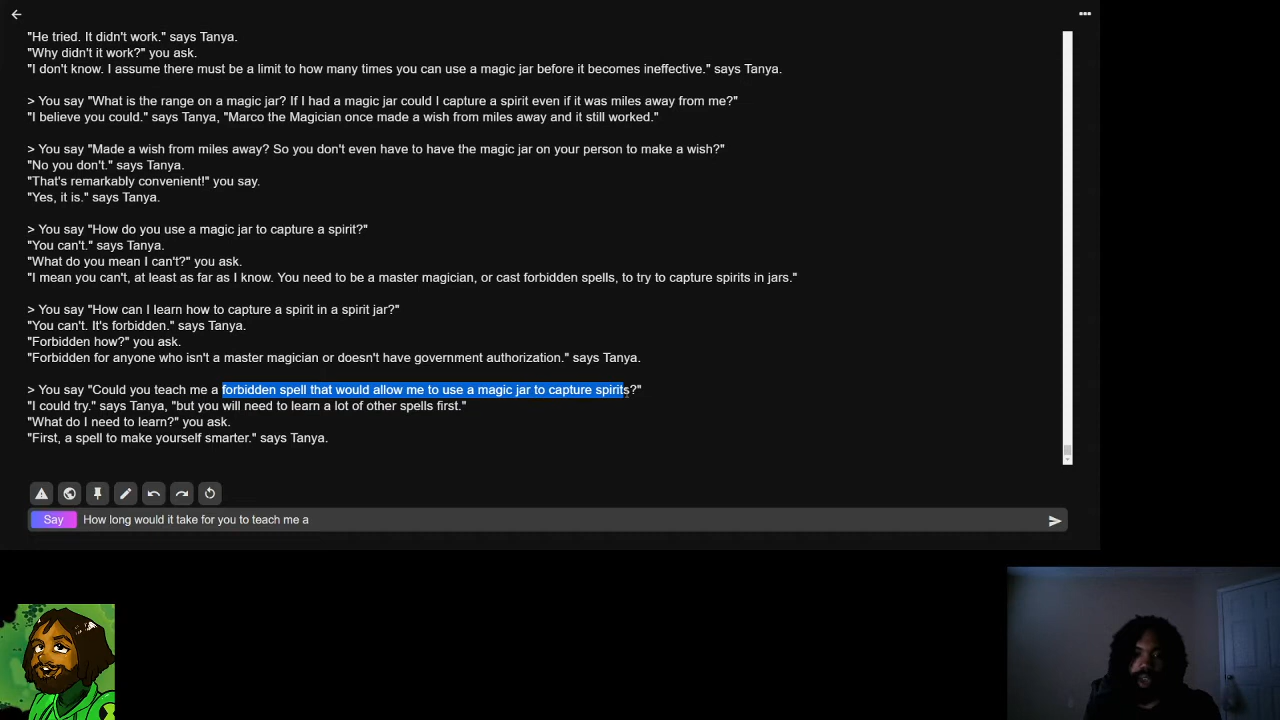 "He tried. It didn't work." says Tanya.
"Why didn't it work?" you ask.
"I don't know. I assume there must be a limit to how many times you can use a magic jar before it becomes ineffective." says Tanya.
> You say "What is the range on a magic jar? If I had a magic jar could I capture a spirit even if it was miles away from me?"
"I believe you could." says Tanya, "Marco the Magician once made a wish from miles away and it still worked."
> You say "Made a wish from miles away? So you don't even have to have the magic jar on your person to make a wish?"
"No you don't." says Tanya.
"That's remarkably convenient!" you say.
"Yes, it is." says Tanya.
> You say "How do you use a magic jar to capture a spirit?"
"You can't." says Tanya.
"What do you mean I can't?" you ask.
"I mean you can't, at least as far as I know. You need to be a master magician, or cast forbidden spells, to try to capture spirits in jars."
> You say "How can I learn how to capture a spirit in a spirit jar?"
"You can't. It's forbidden." says Tanya.
"Forbidden how?" you ask.
"Forbidden for anyone who isn't a master magician or doesn't have government authorization." says Tanya.
> You say "Could you teach me a forbidden spell that would allow me to use a magic jar to capture spirits?"
"I could try." says Tanya, "but you will need to learn a lot of other spells first."
"What do I need to learn?" you ask.
"First, a spell to make yourself smarter." says Tanya.
Say How long would it take for you to teach me a